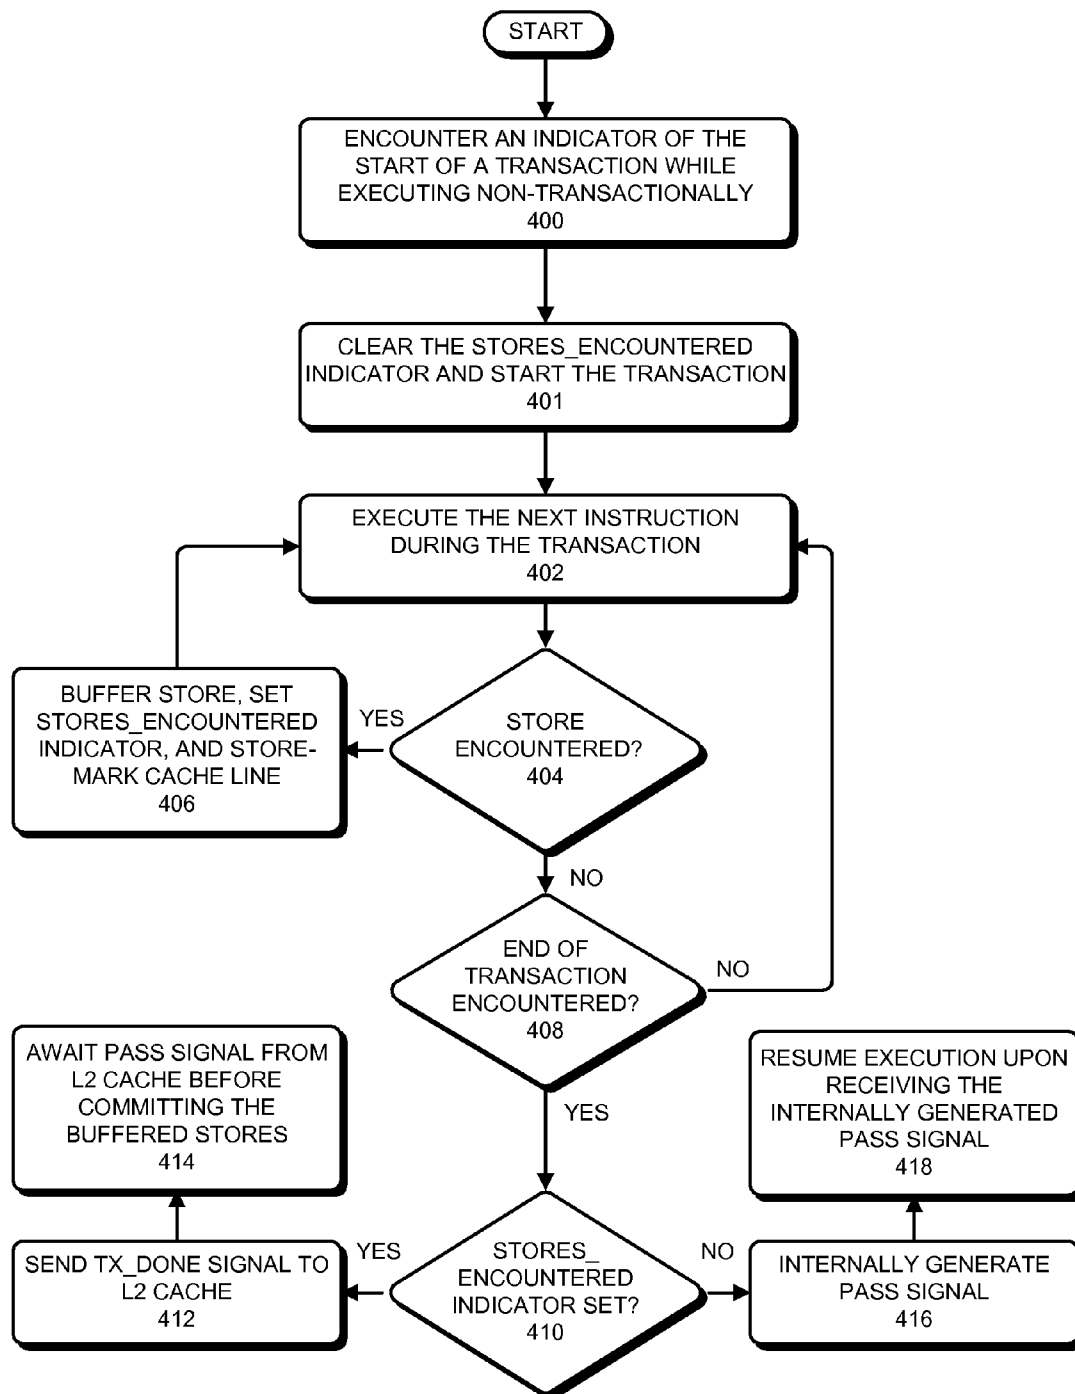 START
ENCOUNTER AN INDICATOR OF THE
START OF A TRANSACTION WHILE
EXECUTING NON-TRANSACTIONALLY
400
CLEAR THE STORES_ENCOUNTERED
INDICATOR AND START THE TRANSACTION
401
EXECUTE THE NEXT INSTRUCTION
DURING THE TRANSACTION
402
STORE
ENCOUNTERED?
404
YES
BUFFER STORE, SET
STORES_ENCOUNTERED
INDICATOR, AND STORE-
MARK CACHE LINE
406
NO
END OF
TRANSACTION
ENCOUNTERED?
408
NO
YES
STORES_
ENCOUNTERED
INDICATOR SET?
410
YES
SEND TX_DONE SIGNAL TO
L2 CACHE
412
AWAIT PASS SIGNAL FROM
L2 CACHE BEFORE
COMMITTING THE
BUFFERED STORES
414
NO
INTERNALLY GENERATE
PASS SIGNAL
416
RESUME EXECUTION UPON
RECEIVING THE
INTERNALLY GENERATED
PASS SIGNAL
418